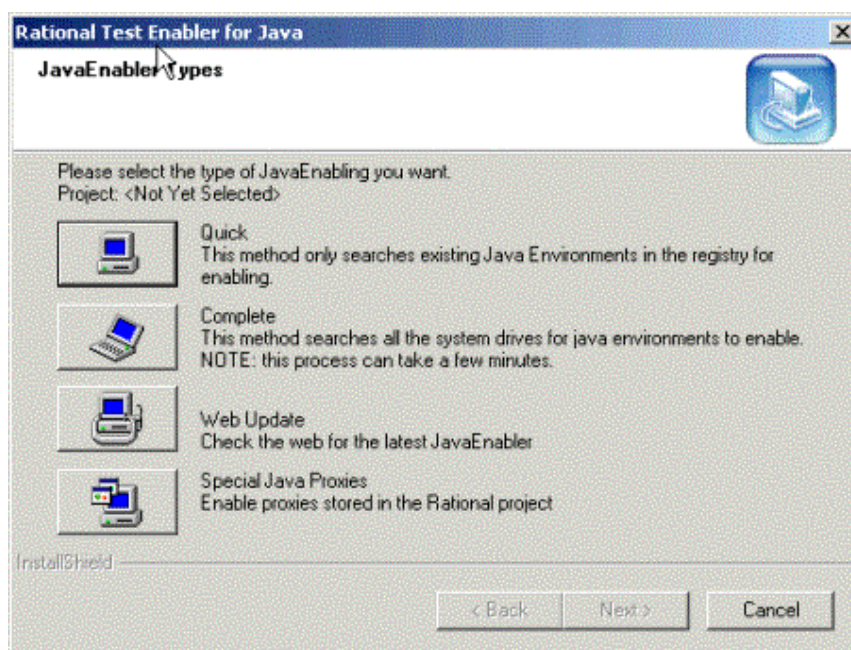 Rational Test Enabler for Java
JavaEnabler Types
Please select the type of JavaEnabling you want.
Project: <Not Yet Selected>
Quick
This method only searches existing Java Environments in the registry for
enabling.
Complete
This method searches all the system drives for java environments to enable.
NOTE: this process can take a few minutes.
Web Update
Check the web for the latest JavaEnabler
Special Java Proxies
Enable proxies stored in the Rational project
InstallShield
< Back
Next >
Cancel